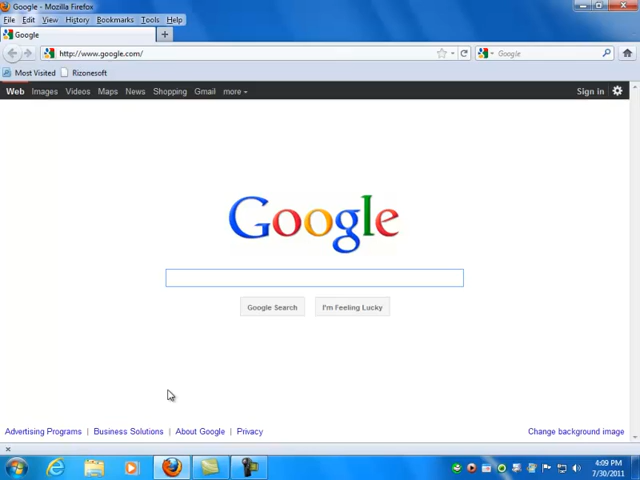 Google - Mozilla Firefox
File Edit View History Bookmarks Tools Help
Google
http://www.google.com/ Google
Most Visited Rizonesoft
Web Images Videos Maps News Shopping Gmail more Sign in
Google
Google Search I'm Feeling Lucky
Advertising Programs Business Solutions About Google Privacy Change background image
4:09 PM
7/30/2011